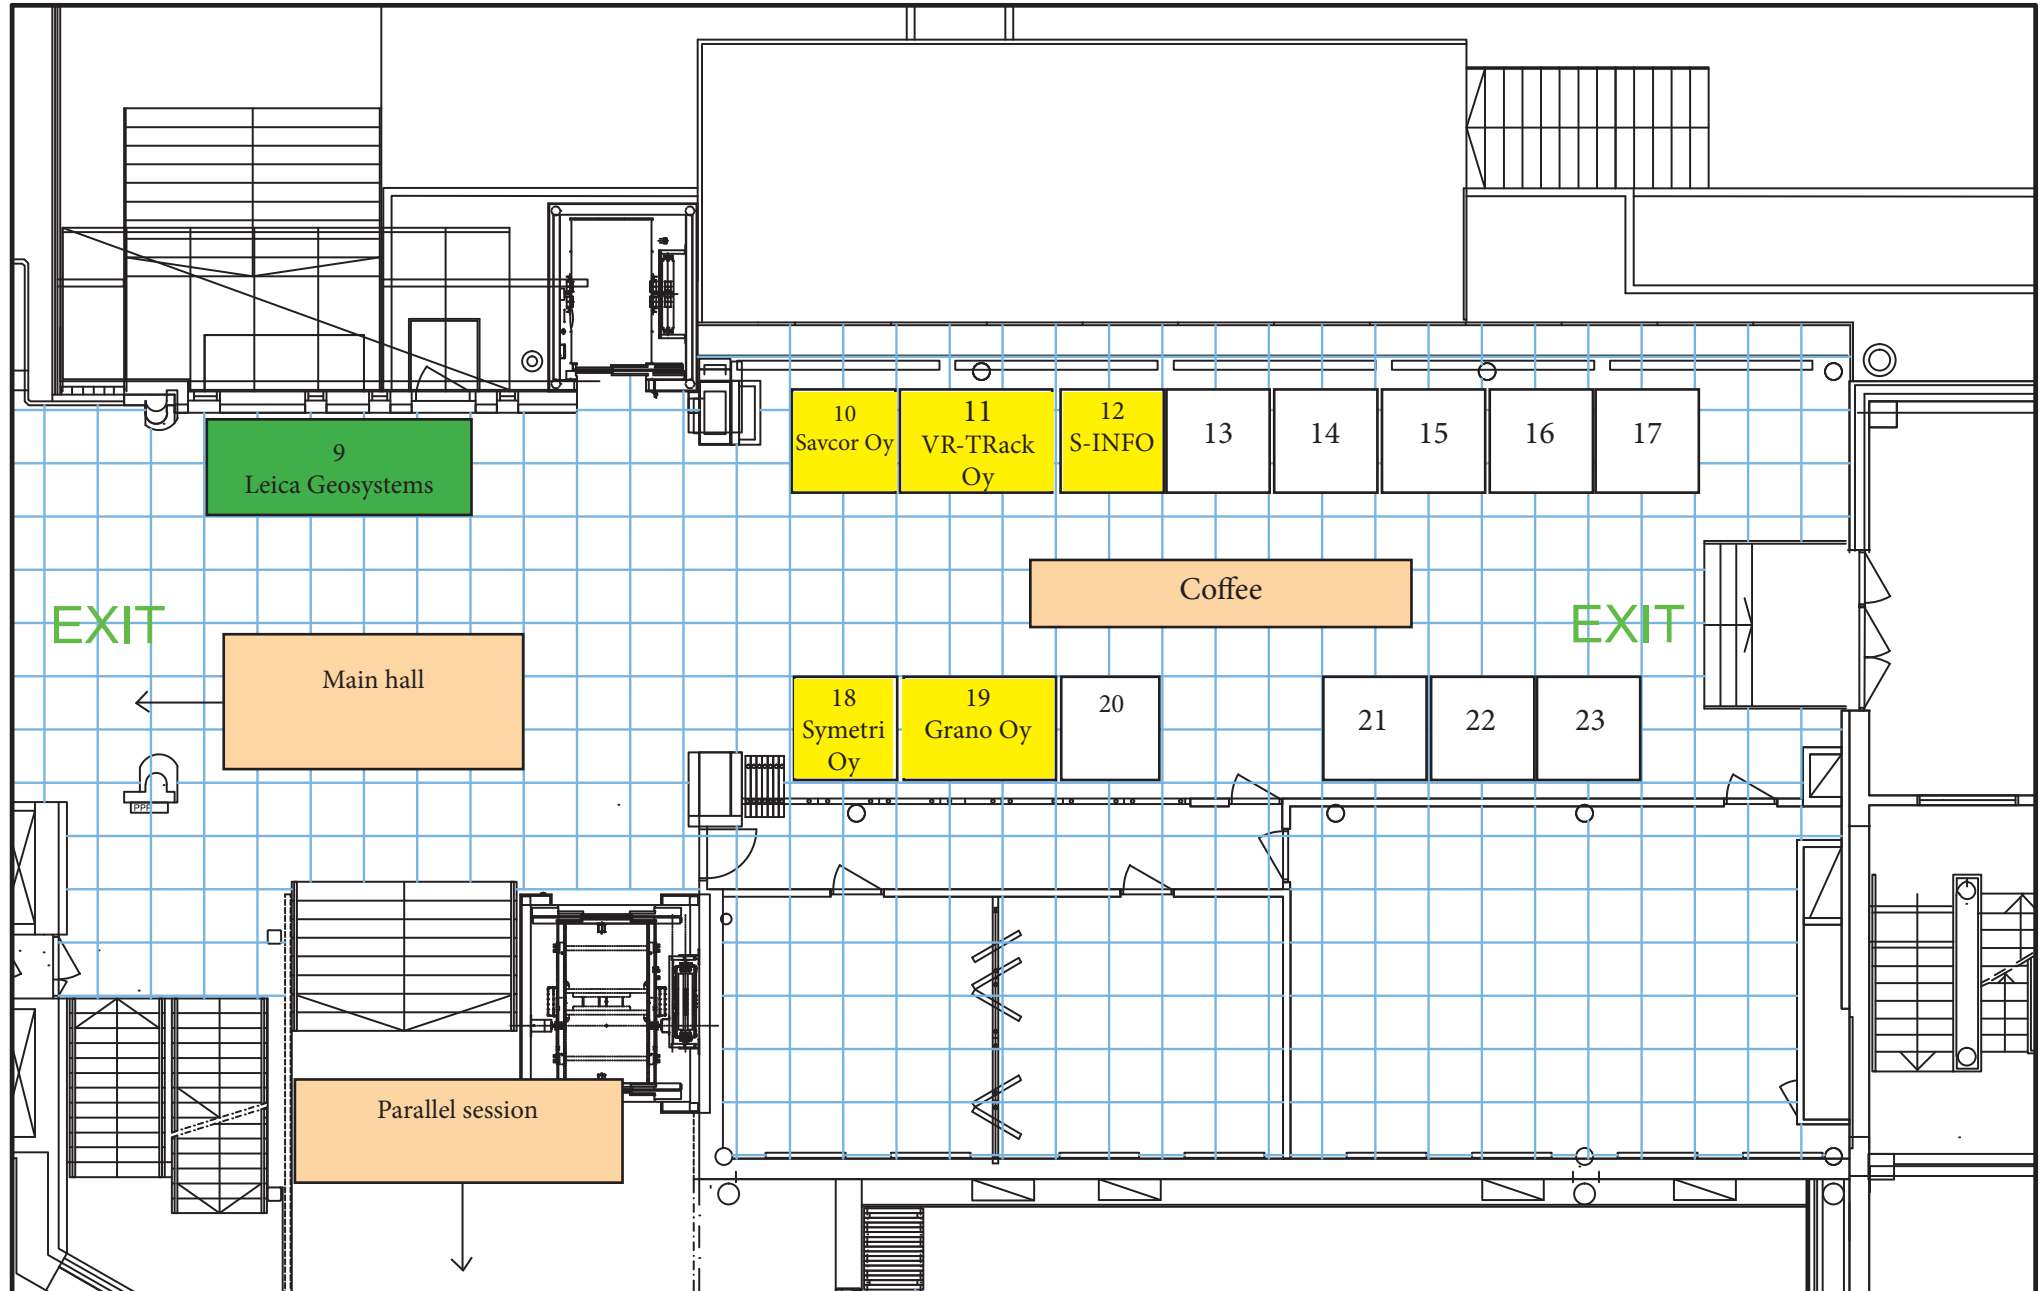 9
Leica Geosystems
10
Savcor Oy
11
VR-TRack
Oy
12
S-INFO
13
14
15
16
17
Coffee
EXIT
EXIT
Main hall
18
Symetri
Oy
19
Grano Oy
20
21
22
23
PPP
Parallel session